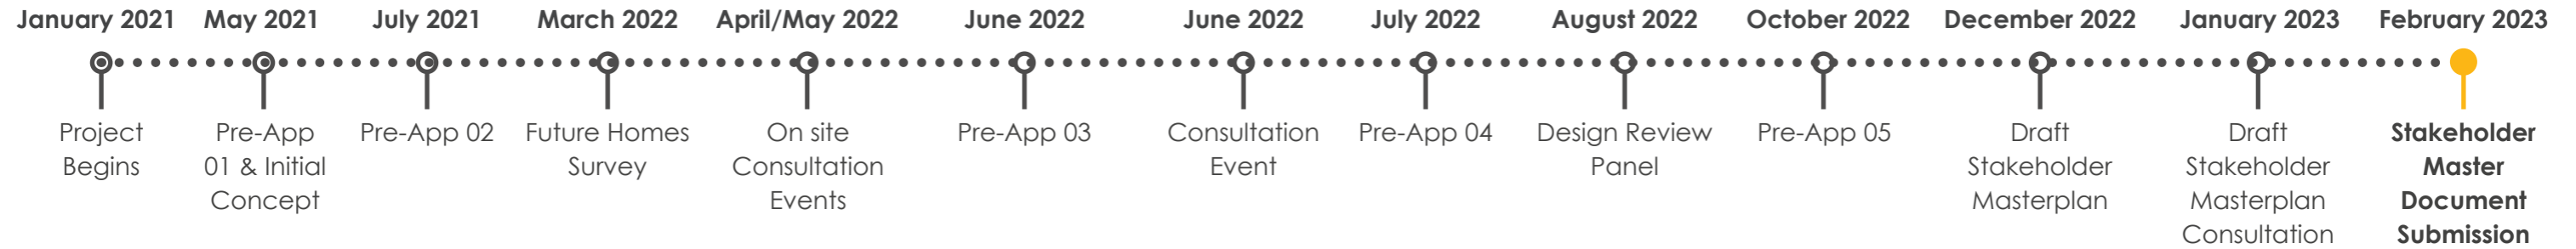 January 2021
May 2021
July 2021
March 2022
April/May 2022
June 2022
June 2022
July 2022
August 2022
October 2022
December 2022
January 2023
February 2023
Project
Begins
Pre-App
01 & Initial
Concept
Pre-App 02
Future Homes
Survey
On site
Consultation
Events
Pre-App 03
Consultation
Event
Pre-App 04
Design Review
Panel
Pre-App 05
Draft
Stakeholder
Masterplan
Draft
Stakeholder
Masterplan
Consultation
Stakeholder
Master
Document
Submission